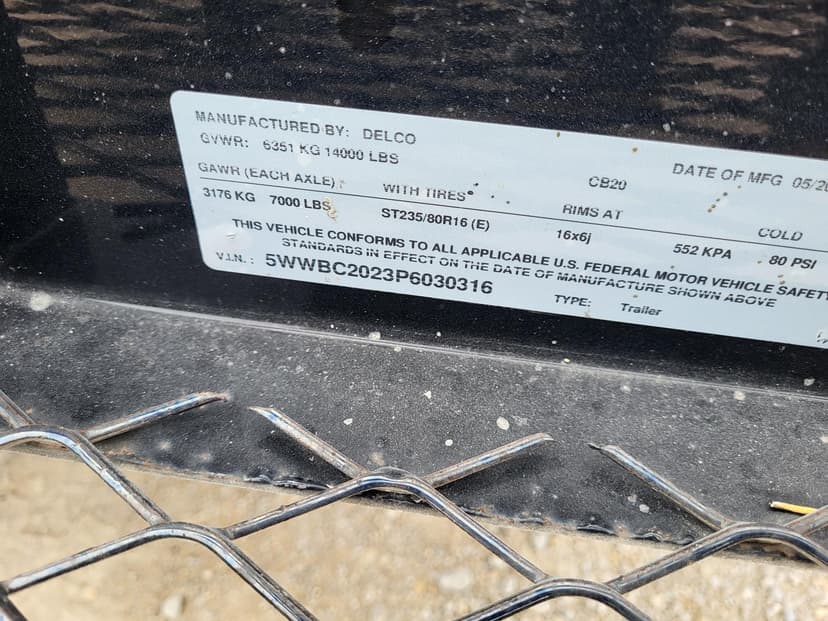 MANUFACTURED BY: DELCO
GVWR: 6351 KG 14000 LBS
CB20 DATE OF MFG 05/20
GAWR (EACH AXLE) WITH TIRES RIMS AT COLD
3176 KG 7000 LBS ST235/80R16 (E) 16x6j 552 KPA 80 PSI
THIS VEHICLE CONFORMS TO ALL APPLICABLE U.S. FEDERAL MOTOR VEHICLE SAFETY
STANDARDS IN EFFECT ON THE DATE OF MANUFACTURE SHOWN ABOVE
V.I.N. : 5WWBC2023P6030316 TYPE: Trailer